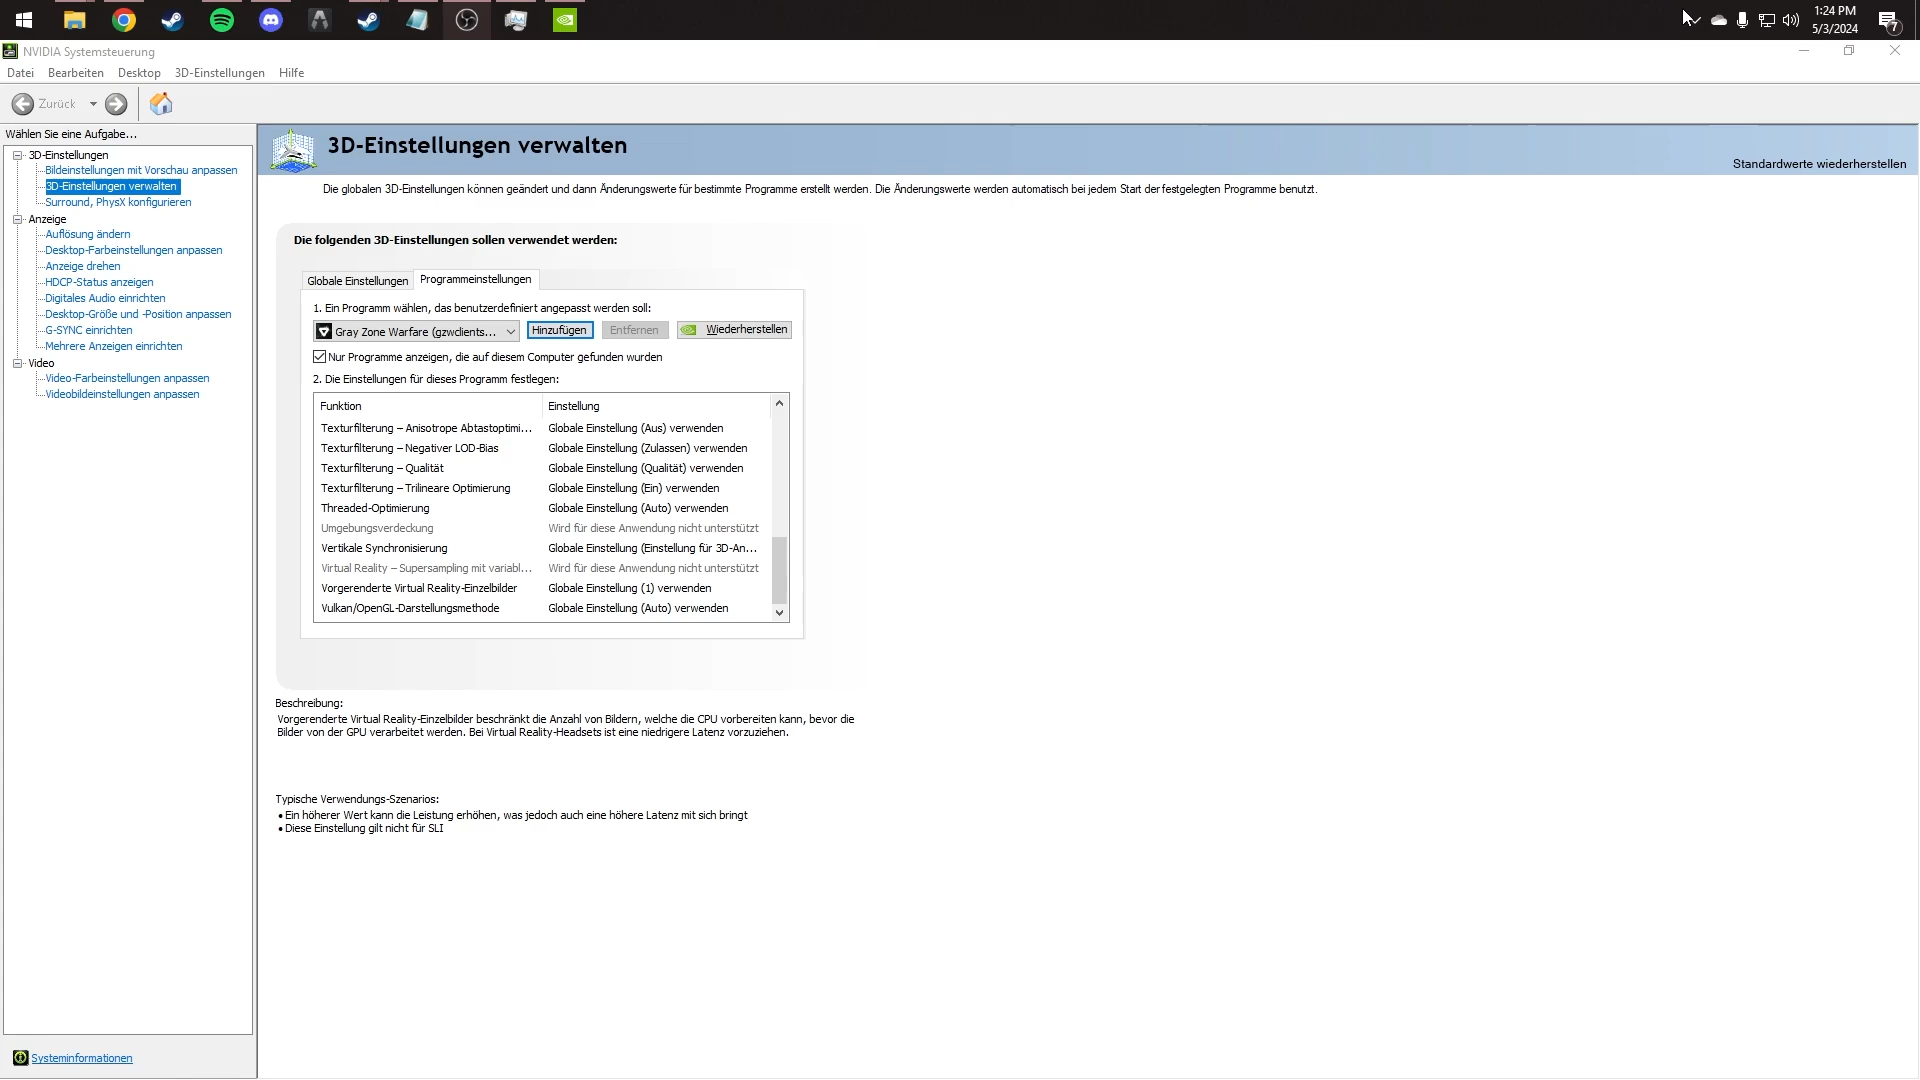 1:24 PM
5/3/2024
7
NVIDIA Systemsteuerung
Datei Bearbeiten Desktop 3D-Einstellungen Hilfe
Zurück
Wählen Sie eine Aufgabe...
3D-Einstellungen
Bildeinstellungen mit Vorschau anpassen
3D-Einstellungen verwalten
Surround, PhysX konfigurieren
Anzeige
Auflösung ändern
Desktop-Farbeinstellungen anpassen
Anzeige drehen
HDCP-Status anzeigen
Digitales Audio einrichten
Desktop-Größe und -Position anpassen
G-SYNC einrichten
Mehrere Anzeigen einrichten
Video
Video-Farbeinstellungen anpassen
Videobildeinstellungen anpassen
Systeminformationen
3D-Einstellungen verwalten
Standardwerte wiederherstellen
Die globalen 3D-Einstellungen können geändert und dann Änderungswerte für bestimmte Programme erstellt werden. Die Änderungswerte werden automatisch bei jedem Start der festgelegten Programme benutzt.
Die folgenden 3D-Einstellungen sollen verwendet werden:
Globale Einstellungen Programmeinstellungen
1. Ein Programm wählen, das benutzerdefiniert angepasst werden soll:
Gray Zone Warfare (gzwclients... Hinzufügen Entfernen Wiederherstellen
Nur Programme anzeigen, die auf diesem Computer gefunden wurden
2. Die Einstellungen für dieses Programm festlegen:
Funktion Einstellung
Texturfilterung – Anisotrope Abtastoptimi... Globale Einstellung (Aus) verwenden
Texturfilterung – Negativer LOD-Bias Globale Einstellung (Zulassen) verwenden
Texturfilterung – Qualität Globale Einstellung (Qualität) verwenden
Texturfilterung – Trilineare Optimierung Globale Einstellung (Ein) verwenden
Threaded-Optimierung Globale Einstellung (Auto) verwenden
Umgebungsverdeckung Wird für diese Anwendung nicht unterstützt
Vertikale Synchronisierung Globale Einstellung (Einstellung für 3D-An...
Virtual Reality – Supersampling mit variabl... Wird für diese Anwendung nicht unterstützt
Vorgerenderte Virtual Reality-Einzelbilder Globale Einstellung (1) verwenden
Vulkan/OpenGL-Darstellungsmethode Globale Einstellung (Auto) verwenden
Beschreibung:
Vorgerenderte Virtual Reality-Einzelbilder beschränkt die Anzahl von Bildern, welche die CPU vorbereiten kann, bevor die
Bilder von der GPU verarbeitet werden. Bei Virtual Reality-Headsets ist eine niedrigere Latenz vorzuziehen.
Typische Verwendungs-Szenarios:
• Ein höherer Wert kann die Leistung erhöhen, was jedoch auch eine höhere Latenz mit sich bringt
• Diese Einstellung gilt nicht für SLI